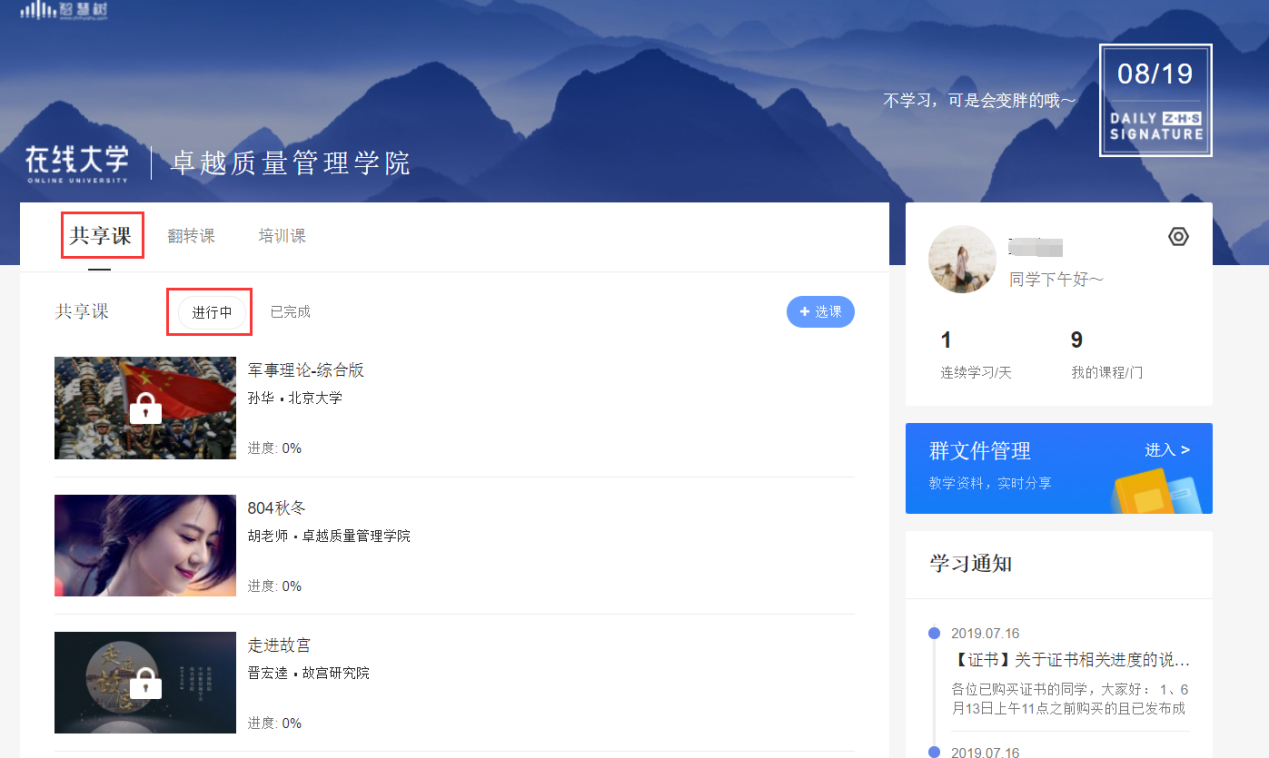 智慧树
www.zhihuishu.com
不学习，可是会变胖的哦～
08/19
DAILY Z·H·S
SIGNATURE
在线大学
ONLINE UNIVERSITY
卓越质量管理学院
共享课
翻转课
培训课
共享课
进行中
已完成
+ 选课
军事理论-综合版
孙华 • 北京大学
进度: 0%
804秋冬
胡老师 • 卓越质量管理学院
进度: 0%
走进故宫
晋宏逵 • 故宫研究院
进度: 0%
同学下午好～
1
9
连续学习/天
我的课程/门
群文件管理
进入 >
教学资料，实时分享
学习通知
2019.07.16
【证书】关于证书相关进度的说...
各位已购买证书的同学，大家好： 1、6
月13日上午11点之前购买的且已发布成
2019.07.16